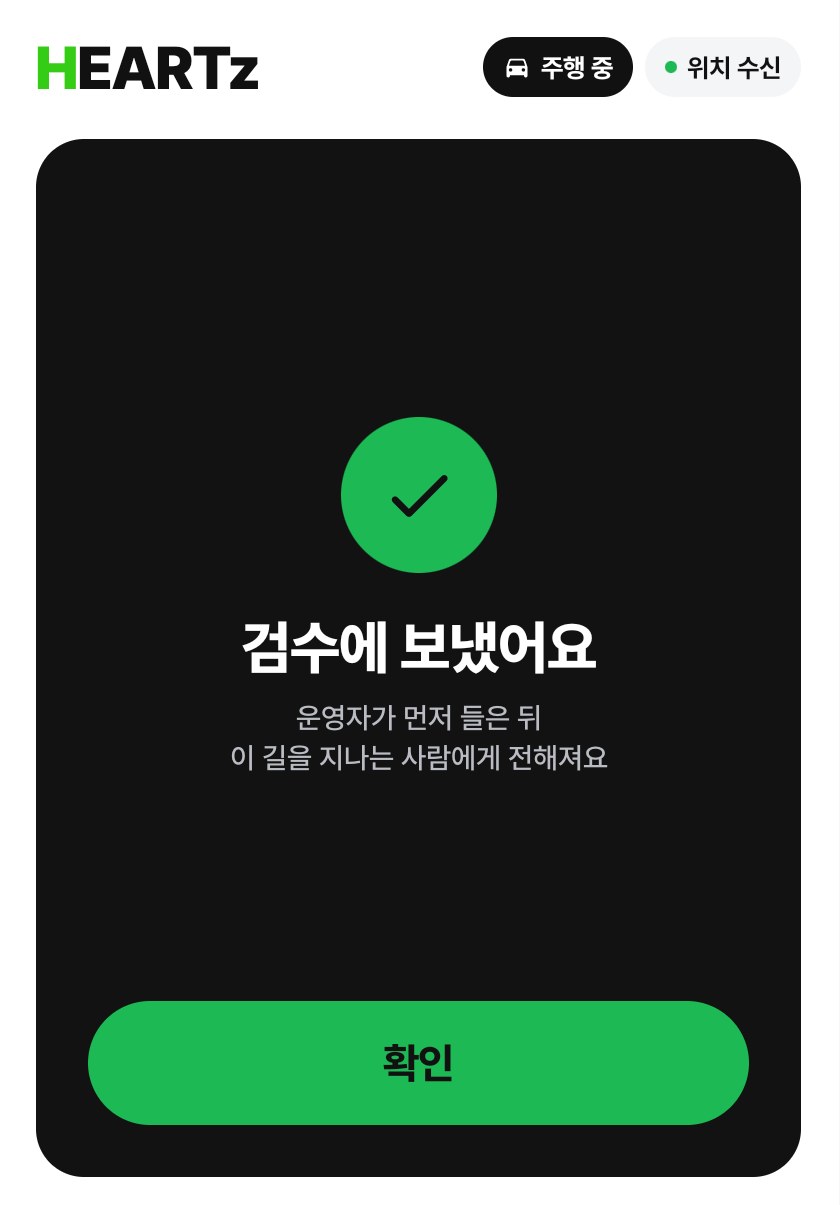 HEARTz
주행 중
위치 수신
검수에 보냈어요
운영자가 먼저 들은 뒤
이 길을 지나는 사람에게 전해져요
확인